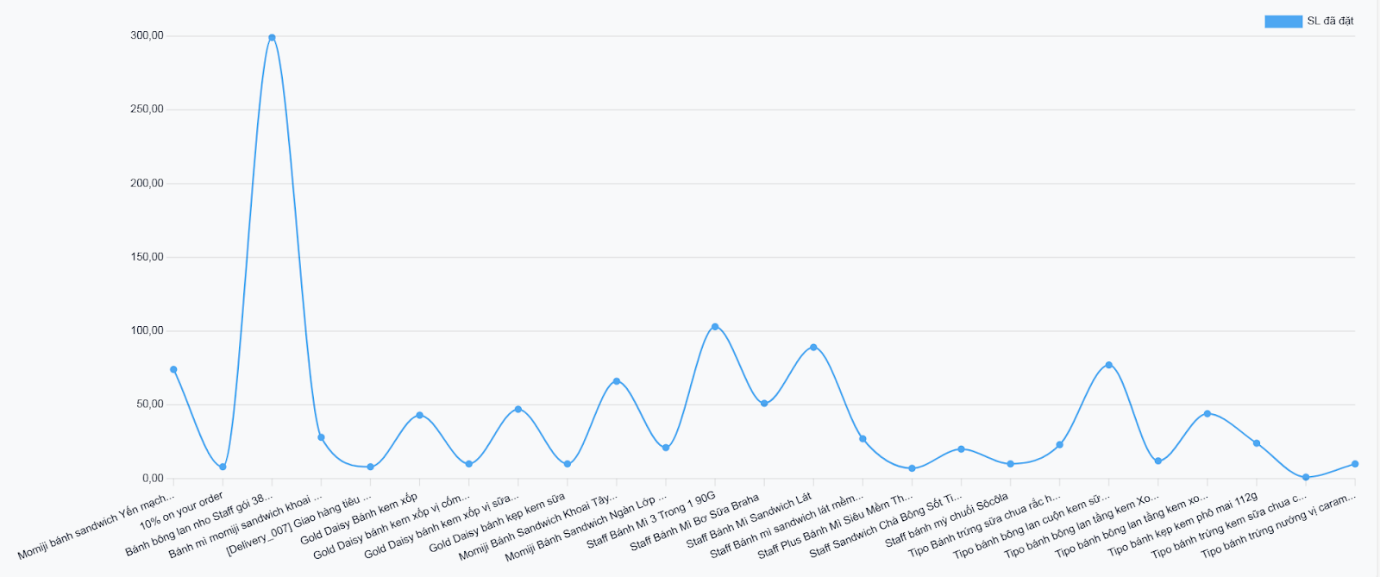 SL đã đặt
300,00
250,00
200,00
150,00
100,00
50,00
0,00
Momiji bánh sandwich Yến mạch...
10% on your order
Bánh bông lan nho Staff gói 38...
Bánh mì momiji sandwich khoai ...
[Delivery_007] Giao hàng tiêu ...
Gold Daisy Bánh kem xốp
Gold Daisy bánh kem xốp vị cốm...
Gold Daisy bánh kem xốp vị sữa...
Gold Daisy bánh kẹp kem sữa
Momiji Bánh Sandwich Khoai Tây...
Momiji Bánh Sandwich Ngàn Lớp ...
Staff Bánh Mì 3 Trong 1 90G
Staff Bánh Mì Bơ Sữa Braha
Staff Bánh Mì Sandwich Lát
Staff Bánh mì sandwich lát mềm...
Staff Plus Bánh Mì Siêu Mềm Th...
Staff Sandwich Chà Bông Sốt Ti...
Staff bánh mỳ chuối Sôcôla
Tipo Bánh trứng sữa chua rắc h...
Tipo bánh bông lan cuộn kem sữ...
Tipo bánh bông lan tầng kem Xo...
Tipo bánh bông lan tầng kem xo...
Tipo bánh kẹp kem phô mai 112g
Tipo bánh trứng kem sữa chua c...
Tipo bánh trứng nướng vị caram...